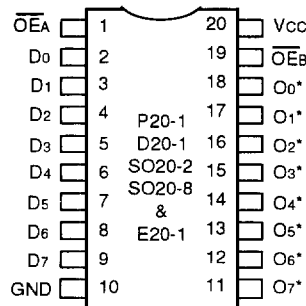 OEA 1 20 Vcc
D0 2 19 OEB
D1 3 18 O0*
D2 4 17 O1*
P20-1
D3 5 D20-1 16 O2*
D4 6 SO20-2 15 O3*
SO20-8
D5 7 & 14 O4*
D6 8 E20-1 13 O5*
D7 9 12 O6*
GND 10 11 O7*